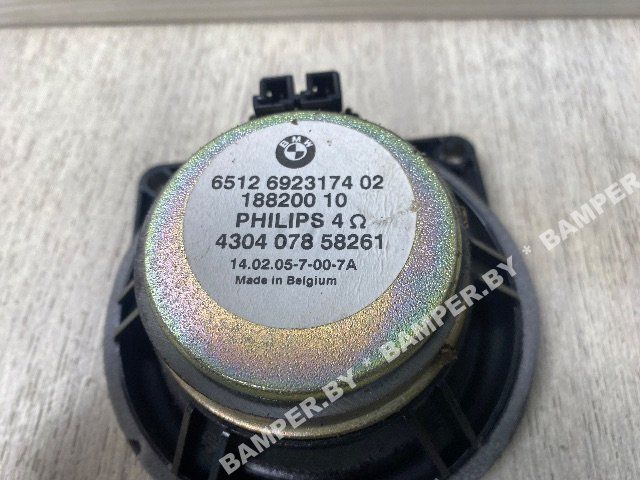 BMW
6512 6923174 02
188200 10
PHILIPS 4 Ω
4304 078 58261
14.02.05-7-00-7A
Made in Belgium
BAMPER.BY * BAMPER.BY * BAMPER.BY